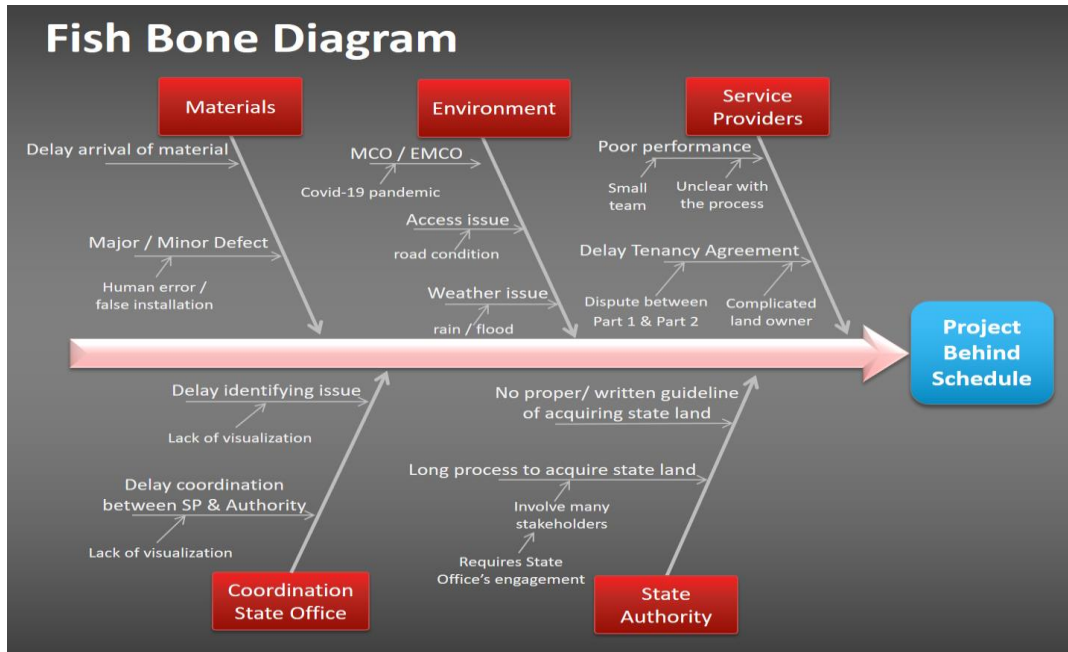 Fish Bone Diagram
Materials
Environment
Service
Providers
Delay arrival of material
MCO / EMCO
Covid-19 pandemic
Poor performance
Small
team
Unclear with
the process
Major / Minor Defect
Human error /
false installation
Access issue
road condition
Weather issue
rain / flood
Delay Tenancy Agreement
Dispute between
Part 1 & Part 2
Complicated
land owner
Project
Behind
Schedule
Delay identifying issue
Lack of visualization
Delay coordination
between SP & Authority
Lack of visualization
No proper/ written guideline
of acquiring state land
Long process to acquire state land
Involve many
stakeholders
Requires State
Office's engagement
Coordination
State Office
State
Authority